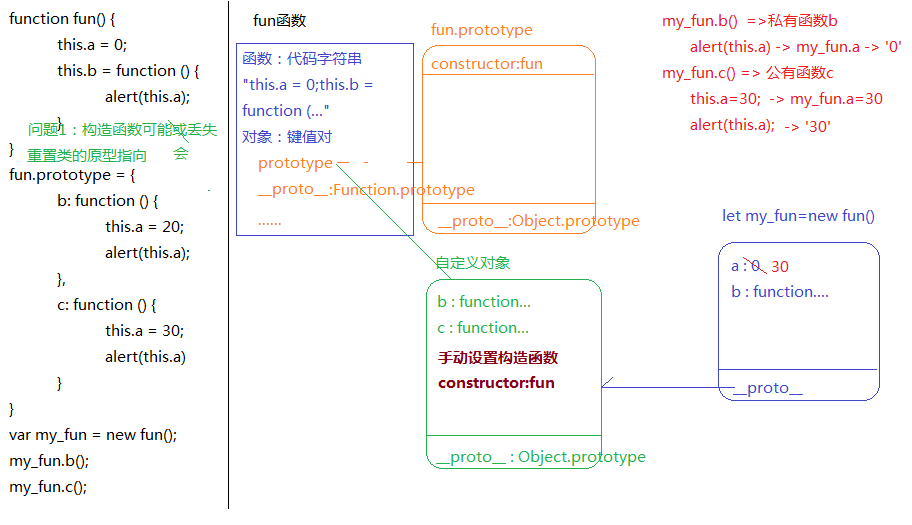 function fun() {
this.a = 0;
this.b = function () {
alert(this.a);
}
问题1：构造函数可能或丢失
重置类的原型指向
会
}
fun.prototype = {
b: function () {
this.a = 20;
alert(this.a);
},
c: function () {
this.a = 30;
alert(this.a)
}
}
var my_fun = new fun();
my_fun.b();
my_fun.c();
fun函数
函数：代码字符串
"this.a = 0;this.b =
function (..."
对象：键值对
prototype
__proto__:Function.prototype
......
fun.prototype
constructor:fun
__proto__:Object.prototype
自定义对象
b : function...
c : function...
手动设置构造函数
constructor:fun
__proto__ : Object.prototype
my_fun.b() =>私有函数b
alert(this.a) -> my_fun.a -> '0'
my_fun.c() => 公有函数c
this.a=30; -> my_fun.a=30
alert(this.a); -> '30'
let my_fun=new fun()
a : 0 30
b : function....
__proto__